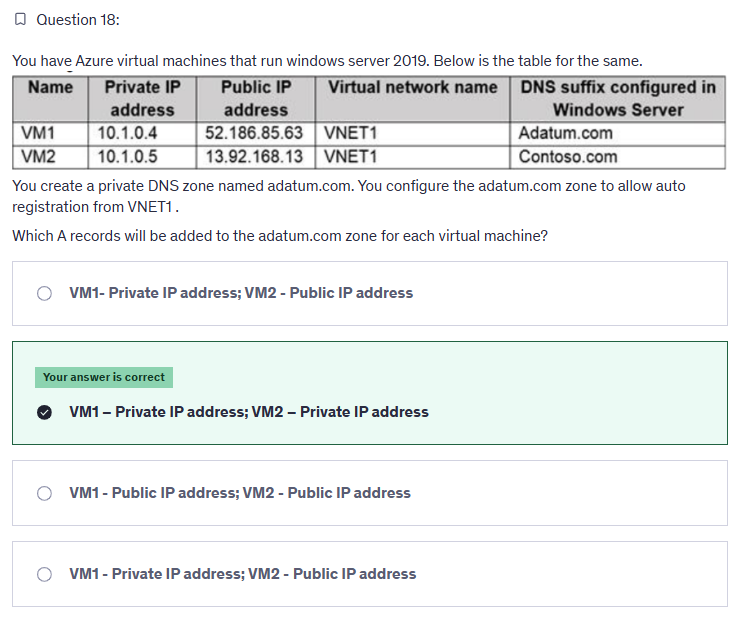 Question 18:
You have Azure virtual machines that run windows server 2019. Below is the table for the same.
Name Private IP address Public IP address Virtual network name DNS suffix configured in Windows Server
VM1 10.1.0.4 52.186.85.63 VNET1 Adatum.com
VM2 10.1.0.5 13.92.168.13 VNET1 Contoso.com
You create a private DNS zone named adatum.com. You configure the adatum.com zone to allow auto
registration from VNET1.
Which A records will be added to the adatum.com zone for each virtual machine?
VM1- Private IP address; VM2 - Public IP address
Your answer is correct
VM1 – Private IP address; VM2 – Private IP address
VM1 - Public IP address; VM2 - Public IP address
VM1 - Private IP address; VM2 - Public IP address